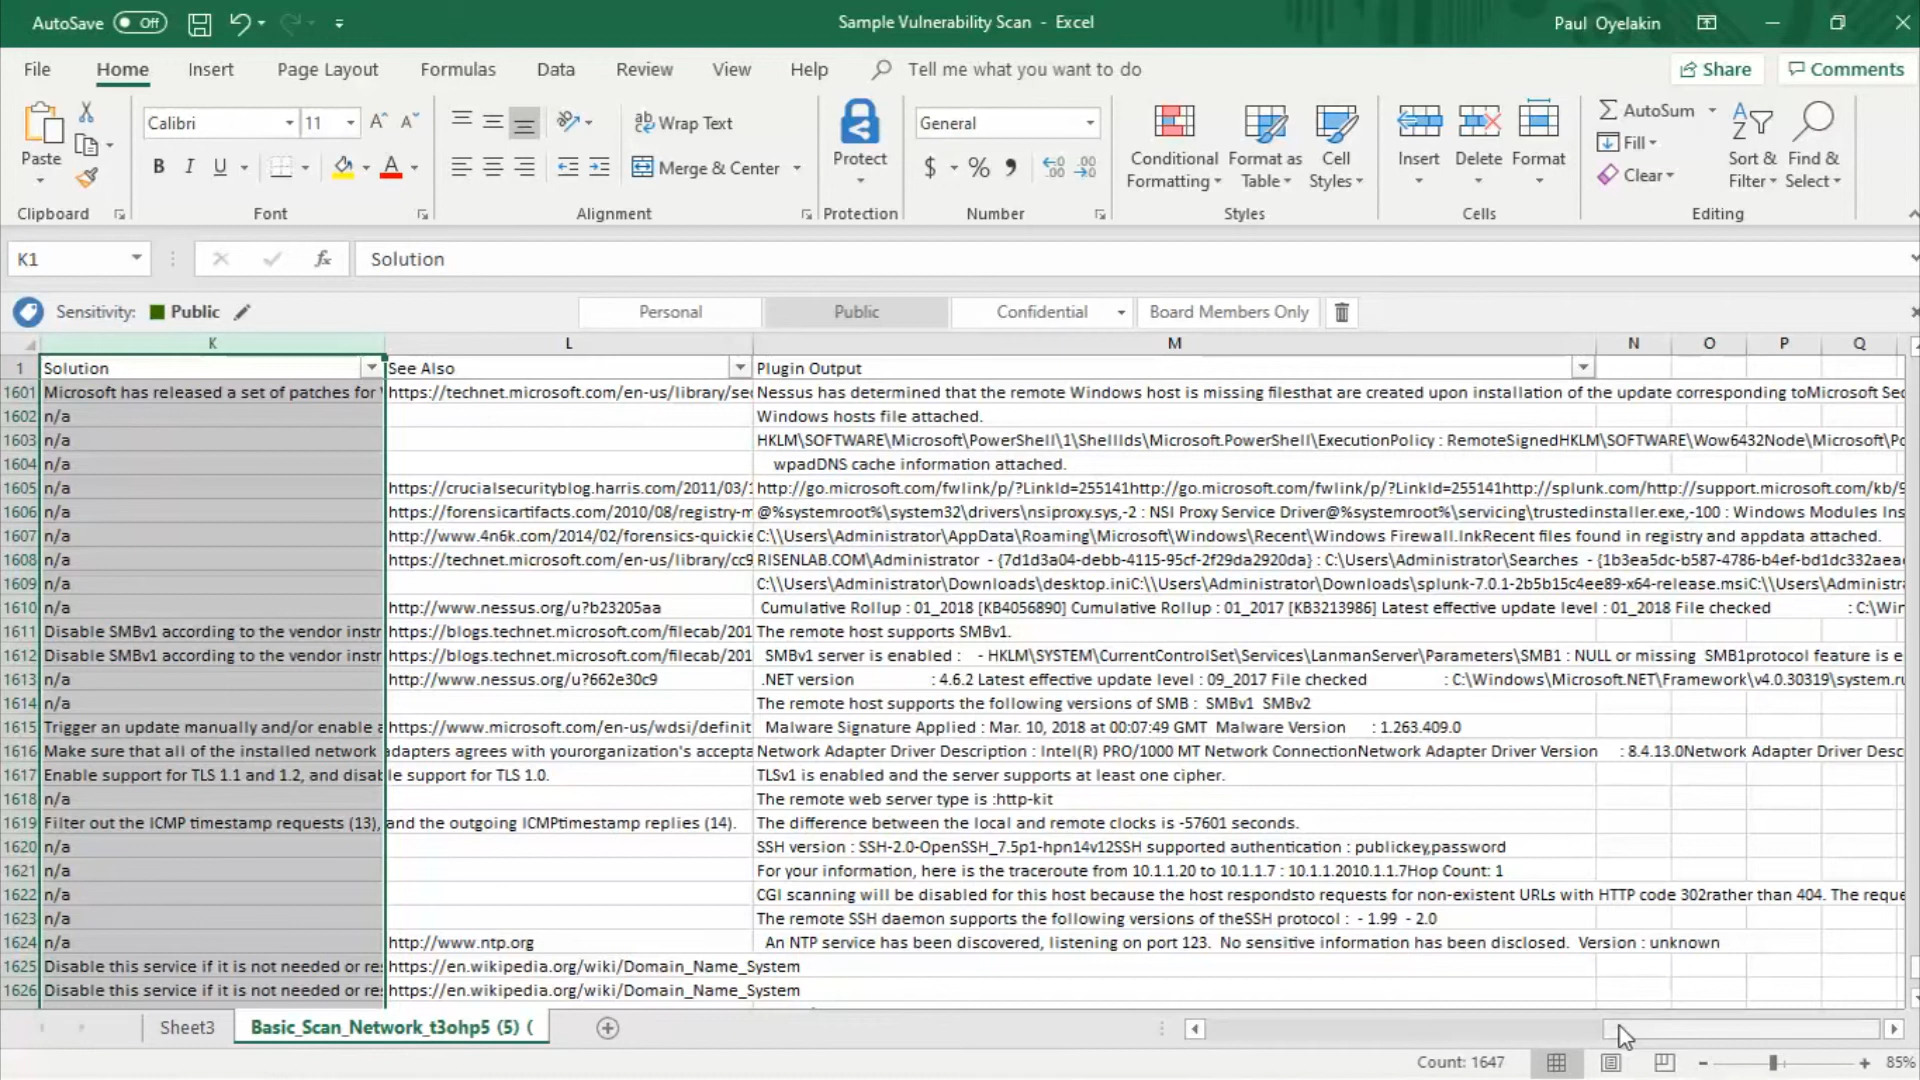 AutoSave Off
Sample Vulnerability Scan - Excel
Paul Oyelakin
File Home Insert Page Layout Formulas Data Review View Help Tell me what you want to do Share Comments
Calibri 11 Wrap Text General AutoSum
Paste B I U Merge & Center Protect $ % Conditional Formatting Format as Table Cell Styles Insert Delete Format Fill Clear Sort & Filter Find & Select
Clipboard Font Alignment Protection Number Styles Cells Editing
K1 fx Solution
Sensitivity: Public Personal Public Confidential Board Members Only
K L M N O P Q
1 Solution See Also Plugin Output
1601 Microsoft has released a set of patches for https://technet.microsoft.com/en-us/library/sec Nessus has determined that the remote Windows host is missing filesthat are created upon installation of the update corresponding toMicrosoft Sec
1602 n/a Windows hosts file attached.
1603 n/a HKLM\SOFTWARE\Microsoft\PowerShell\1\ShellIds\Microsoft.PowerShell\ExecutionPolicy : RemoteSignedHKLM\SOFTWARE\Wow6432Node\Microsoft\Po
1604 n/a wpadDNS cache information attached.
1605 n/a https://crucialsecurityblog.harris.com/2011/03/1 http://go.microsoft.com/fwlink/p/?LinkId=255141http://go.microsoft.com/fwlink/p/?LinkId=255141http://splunk.com/http://support.microsoft.com/kb/9
1606 n/a https://forensicartifacts.com/2010/08/registry-m @%systemroot%\system32\drivers\nsiproxy.sys,-2 : NSI Proxy Service Driver@%systemroot%\servicing\trustedinstaller.exe,-100 : Windows Modules Ins
1607 n/a http://www.4n6k.com/2014/02/forensics-quickie C:\\Users\Administrator\AppData\Roaming\Microsoft\Windows\Recent\Windows Firewall.lnkRecent files found in registry and appdata attached.
1608 n/a https://technet.microsoft.com/en-us/library/cc9 RISENLAB.COM\Administrator - {7d1d3a04-debb-4115-95cf-2f29da2920da} : C:\Users\Administrator\Searches - {1b3ea5dc-b587-4786-b4ef-bd1dc332aeae
1609 n/a C:\\Users\Administrator\Downloads\desktop.iniC:\\Users\Administrator\Downloads\splunk-7.0.1-2b5b15c4ee89-x64-release.msiC:\\Users\Administr
1610 n/a http://www.nessus.org/u?b23205aa Cumulative Rollup : 01_2018 [KB4056890] Cumulative Rollup : 01_2017 [KB3213986] Latest effective update level : 01_2018 File checked : C:\Win
1611 Disable SMBv1 according to the vendor instr https://blogs.technet.microsoft.com/filecab/201 The remote host supports SMBv1.
1612 Disable SMBv1 according to the vendor instr https://blogs.technet.microsoft.com/filecab/201 SMBv1 server is enabled : - HKLM\SYSTEM\CurrentControlSet\Services\LanmanServer\Parameters\SMB1 : NULL or missing SMB1protocol feature is e
1613 n/a http://www.nessus.org/u?662e30c9 .NET version : 4.6.2 Latest effective update level : 09_2017 File checked : C:\Windows\Microsoft.NET\Framework\v4.0.30319\system.ru
1614 n/a The remote host supports the following versions of SMB : SMBv1 SMBv2
1615 Trigger an update manually and/or enable a https://www.microsoft.com/en-us/wdsi/definit Malware Signature Applied : Mar. 10, 2018 at 00:07:49 GMT Malware Version : 1.263.409.0
1616 Make sure that all of the installed network adapters agrees with yourorganization's accepta Network Adapter Driver Description : Intel(R) PRO/1000 MT Network ConnectionNetwork Adapter Driver Version : 8.4.13.0Network Adapter Driver Desc
1617 Enable support for TLS 1.1 and 1.2, and disable support for TLS 1.0. TLSv1 is enabled and the server supports at least one cipher.
1618 n/a The remote web server type is :http-kit
1619 Filter out the ICMP timestamp requests (13), and the outgoing ICMPtimestamp replies (14). The difference between the local and remote clocks is -57601 seconds.
1620 n/a SSH version : SSH-2.0-OpenSSH_7.5p1-hpn14v12SSH supported authentication : publickey,password
1621 n/a For your information, here is the traceroute from 10.1.1.20 to 10.1.1.7 : 10.1.1.2010.1.1.7Hop Count: 1
1622 n/a CGI scanning will be disabled for this host because the host respondsto requests for non-existent URLs with HTTP code 302rather than 404. The reque
1623 n/a The remote SSH daemon supports the following versions of theSSH protocol : - 1.99 - 2.0
1624 n/a http://www.ntp.org An NTP service has been discovered, listening on port 123. No sensitive information has been disclosed. Version : unknown
1625 Disable this service if it is not needed or res https://en.wikipedia.org/wiki/Domain_Name_System
1626 Disable this service if it is not needed or res https://en.wikipedia.org/wiki/Domain_Name_System
Sheet3 Basic_Scan_Network_t3ohp5 (5) (
Count: 1647 85%